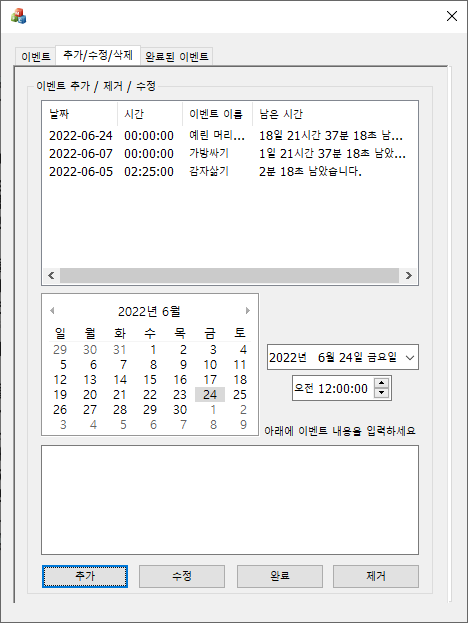 이벤트 추가/수정/삭제 완료된 이벤트
이벤트 추가 / 제거 / 수정
날짜 시간 이벤트 이름 남은 시간
2022-06-24 00:00:00 예린 머리... 18일 21시간 37분 18초 남...
2022-06-07 00:00:00 가방싸기 1일 21시간 37분 18초 남았...
2022-06-05 02:25:00 감자삶기 2분 18초 남았습니다.
2022년 6월
일 월 화 수 목 금 토
29 30 31 1 2 3 4
5 6 7 8 9 10 11
12 13 14 15 16 17 18
19 20 21 22 23 24 25
26 27 28 29 30 1 2
3 4 5 6 7 8 9
2022년 6월 24일 금요일
오전 12:00:00
아래에 이벤트 내용을 입력하세요
추가 수정 완료 제거